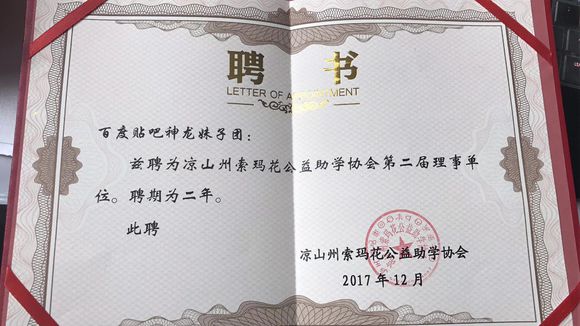 聘 书
LETTER OF APPOINTMENT
百度贴吧神龙妹子团：
兹聘为凉山州索玛花公益助学协会第二届理事单
位。聘期为二年。
此聘
凉山州索玛花公益助学协会
2017年12月